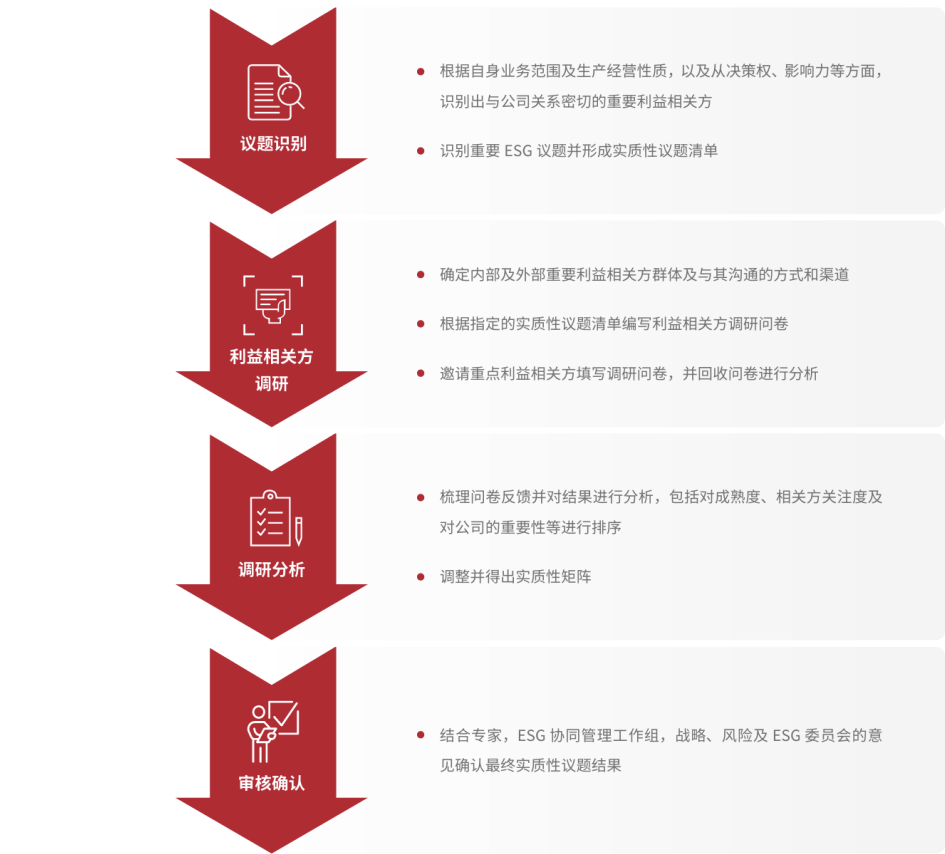 议题识别
根据自身业务范围及生产经营性质，以及从决策权、影响力等方面，
识别出与公司关系密切的重要利益相关方
识别重要 ESG 议题并形成实质性议题清单
利益相关方
调研
确定内部及外部重要利益相关方群体及与其沟通的方式和渠道
根据指定的实质性议题清单编写利益相关方调研问卷
邀请重点利益相关方填写调研问卷，并回收问卷进行分析
调研分析
梳理问卷反馈并对结果进行分析，包括对成熟度、相关方关注度及
对公司的重要性等进行排序
调整并得出实质性矩阵
审核确认
结合专家，ESG 协同管理工作组，战略、风险及 ESG 委员会的意
见确认最终实质性议题结果